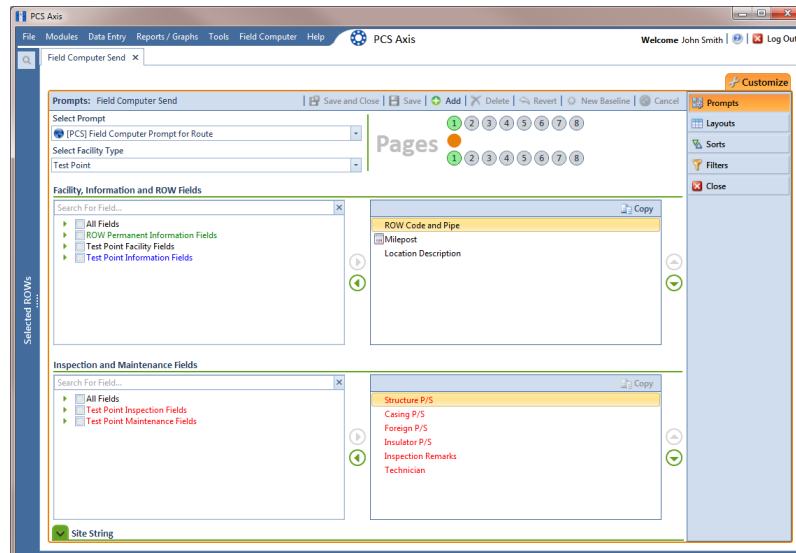 PCS Axis
File Modules Data Entry Reports / Graphs Tools Field Computer Help PCS Axis Welcome John Smith Log Out
Field Computer Send
Customize
Prompts: Field Computer Send Save and Close Save Add Delete Revert New Baseline Cancel
Prompts
Layouts
Sorts
Filters
Close
Select Prompt
[PCS] Field Computer Prompt for Route
Select Facility Type
Test Point
Pages
1 2 3 4 5 6 7 8
1 2 3 4 5 6 7 8
Facility, Information and ROW Fields
Search For Field...
All Fields
ROW Permanent Information Fields
Test Point Facility Fields
Test Point Information Fields
Copy
ROW Code and Pipe
Milepost
Location Description
Selected ROWs
Inspection and Maintenance Fields
Search For Field...
All Fields
Test Point Inspection Fields
Test Point Maintenance Fields
Copy
Structure P/S
Casing P/S
Foreign P/S
Insulator P/S
Inspection Remarks
Technician
Site String